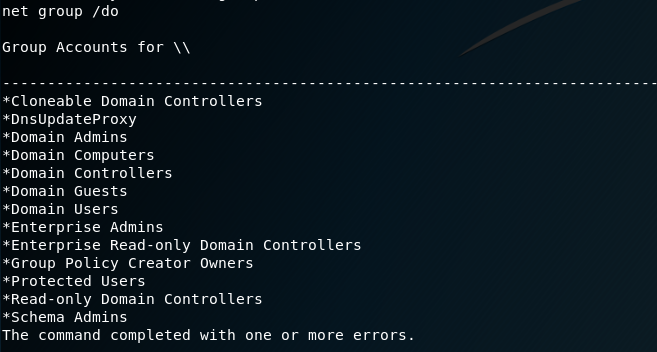 net group /do
Group Accounts for \\
-------------------------------------------------------------------------------
*Cloneable Domain Controllers
*DnsUpdateProxy
*Domain Admins
*Domain Computers
*Domain Controllers
*Domain Guests
*Domain Users
*Enterprise Admins
*Enterprise Read-only Domain Controllers
*Group Policy Creator Owners
*Protected Users
*Read-only Domain Controllers
*Schema Admins
The command completed with one or more errors.